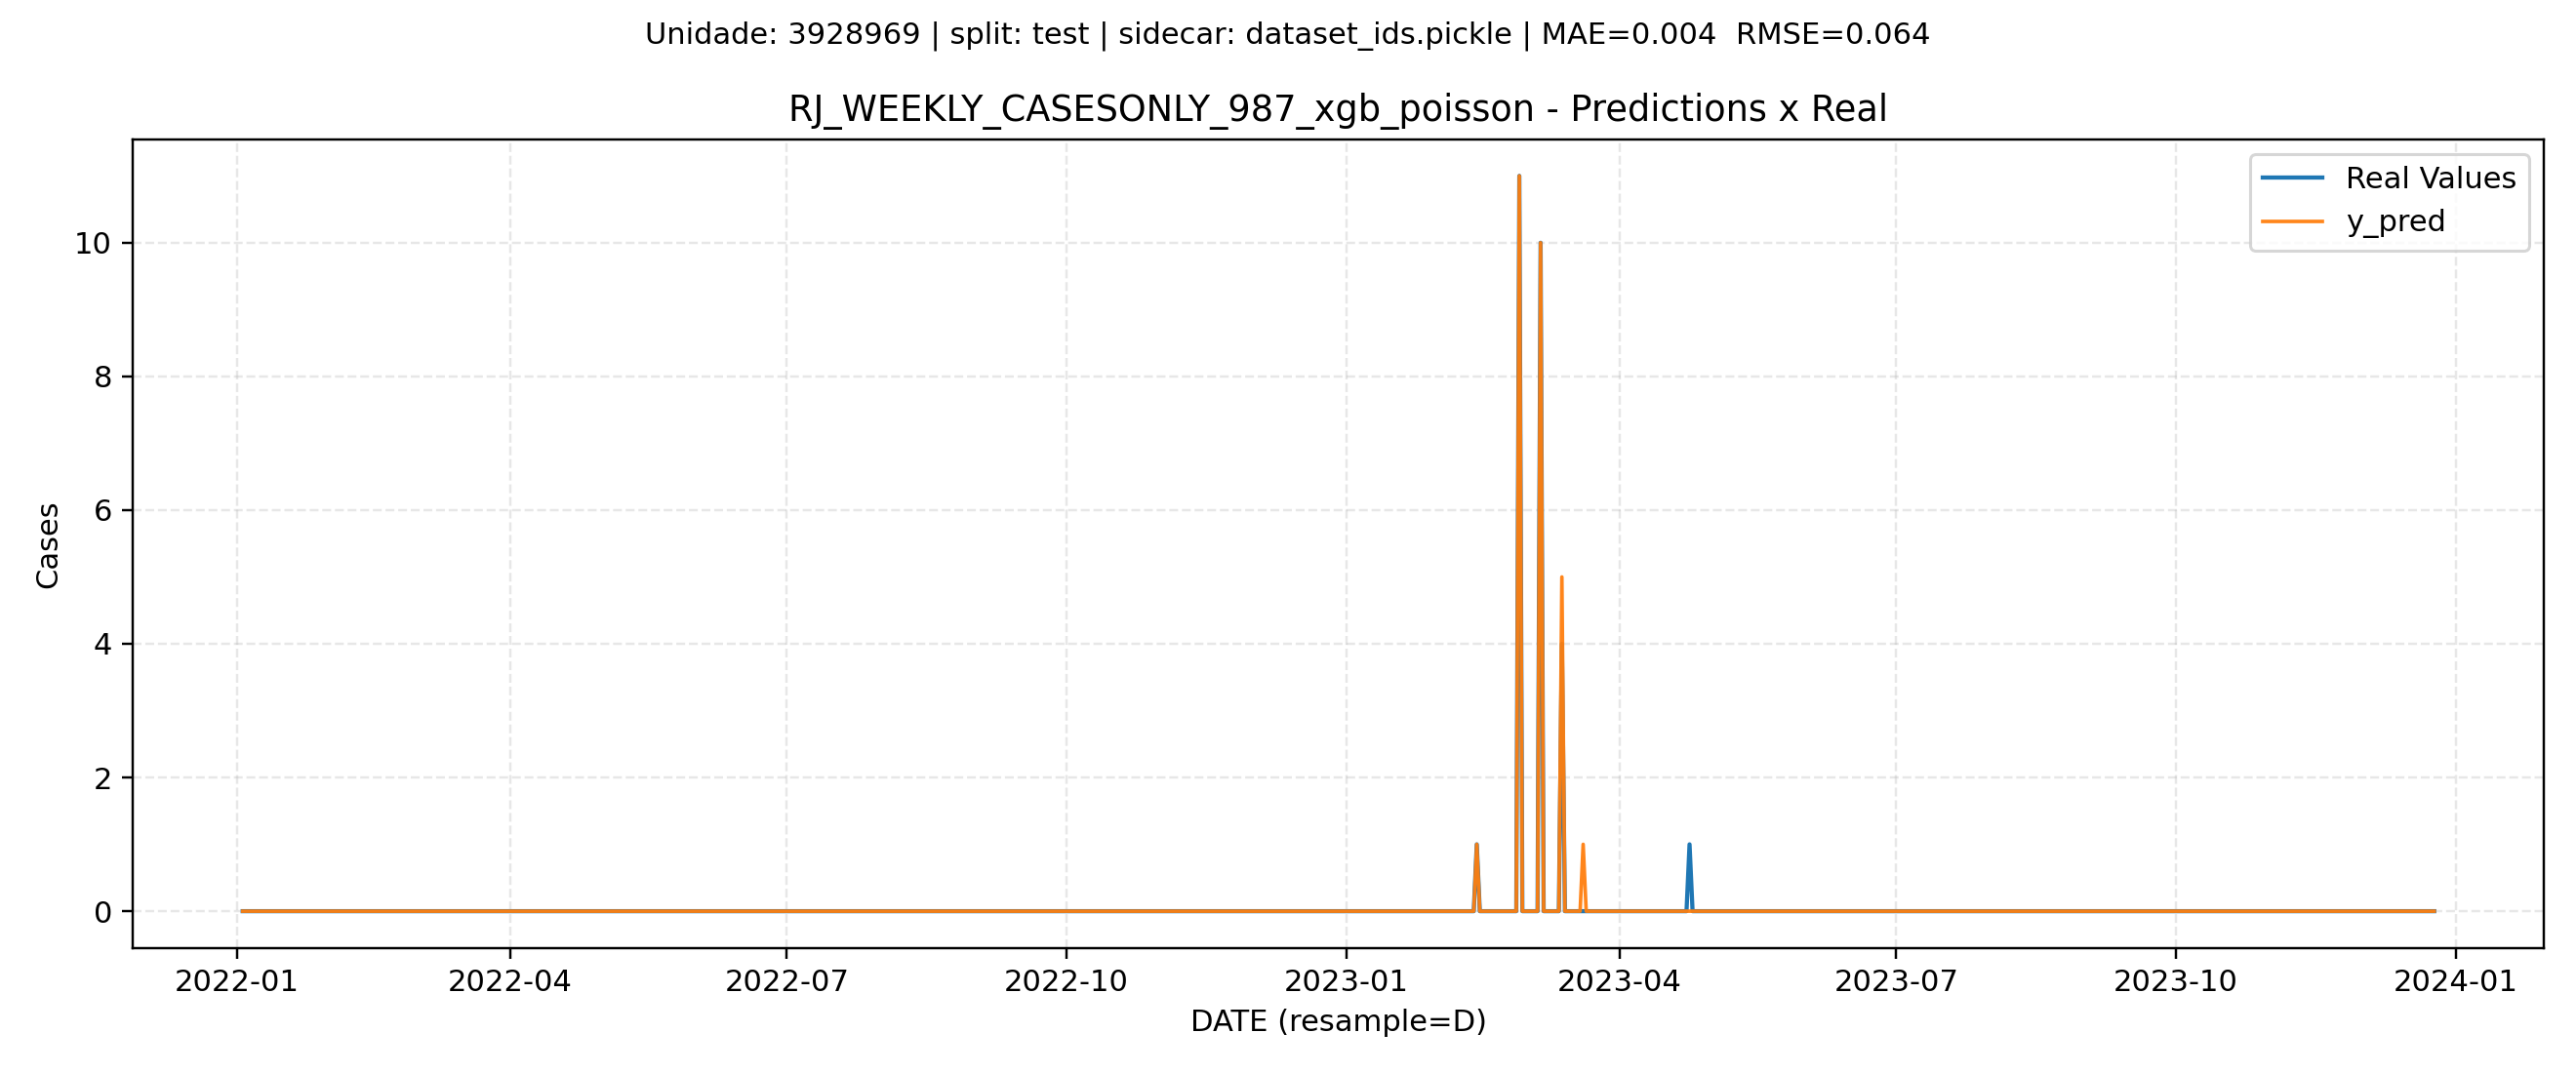 Unidade: 3928969 | split: test | sidecar: dataset_ids.pickle | MAE=0.004  RMSE=0.064
RJ_WEEKLY_CASESONLY_987_xgb_poisson - Predictions x Real
Real Values
y_pred
10
8
6
4
2
0
Cases
2022-01
2022-04
2022-07
2022-10
2023-01
2023-04
2023-07
2023-10
2024-01
DATE (resample=D)